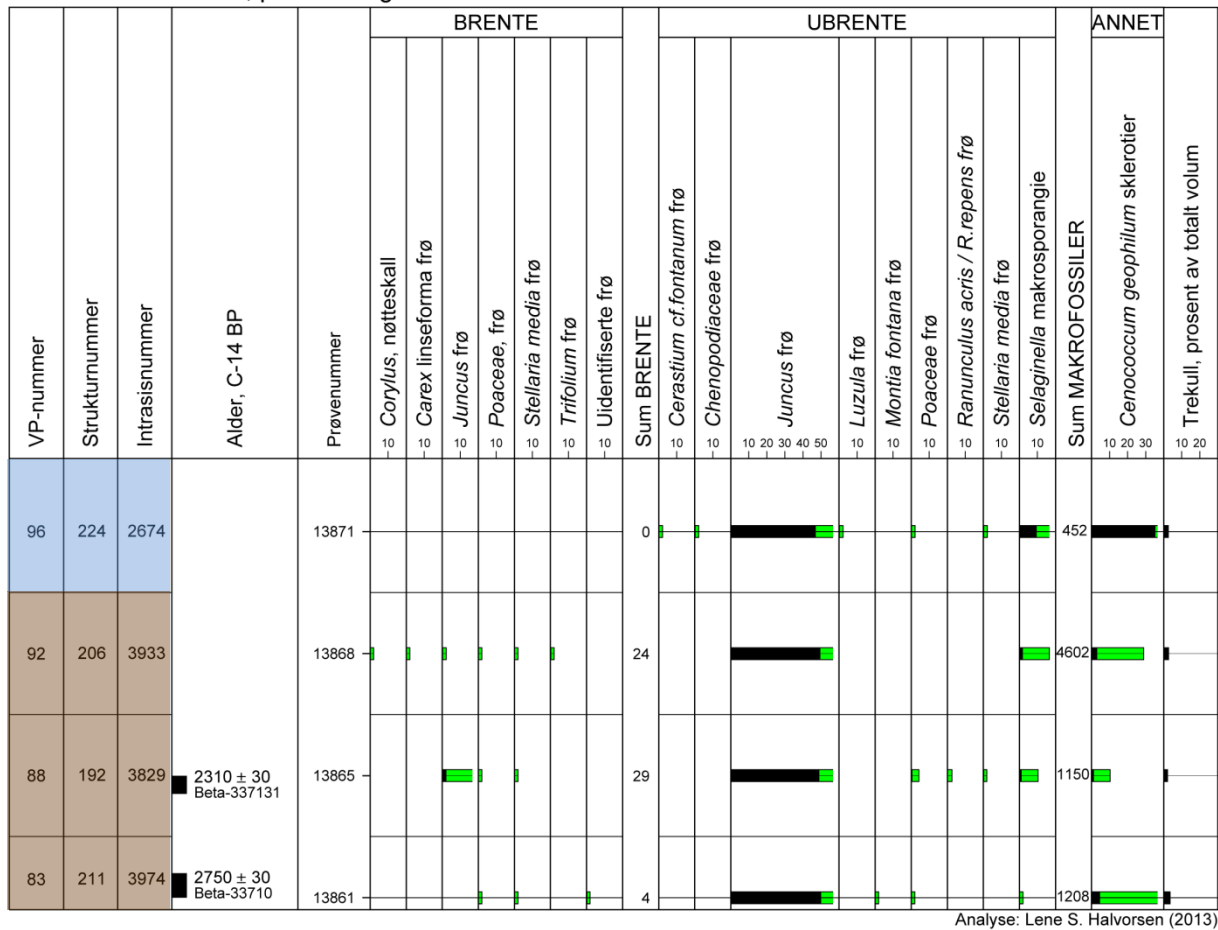 BRENTE
UBRENTE
ANNET
VP-nummer
Strukturnummer
Intrasisnummer
Alder, C-14 BP
Prøvenummer
Corylus, nøtteskall
Carex linseforma frø
Juncus frø
Poaceae, frø
Stellaria media frø
Trifolium frø
Uidentifiserte frø
Sum BRENTE
Cerastium cf.fontanum frø
Chenopodiaceae frø
Juncus frø
Luzula frø
Montia fontana frø
Poaceae frø
Ranunculus acris / R.repens frø
Stellaria media frø
Selaginella makrosporangie
Sum MAKROFOSSILER
Cenococcum geophilum sklerotier
Trekull, prosent av totalt volum
10 10 10 10 10 10 10 10 10 10 20 30 40 50 10 10 10 10 10 10 10 20 30 10 20
96 224 2674 13871 0 452
92 206 3933 13868 24 4602
88 192 3829 2310 ± 30 13865 29 1150
Beta-337131
83 211 3974 2750 ± 30
Beta-33710 13861 4 1208
Analyse: Lene S. Halvorsen (2013)